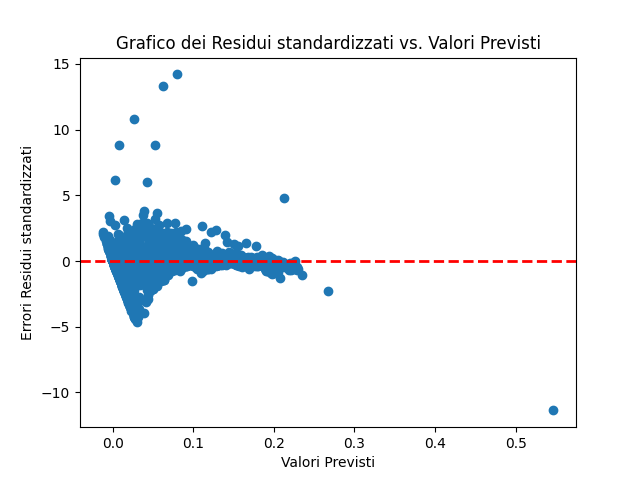 Grafico dei Residui standardizzati vs. Valori Previsti
Errori Residui standardizzati
15
10
5
0
−5
−10
0.0 0.1 0.2 0.3 0.4 0.5
Valori Previsti